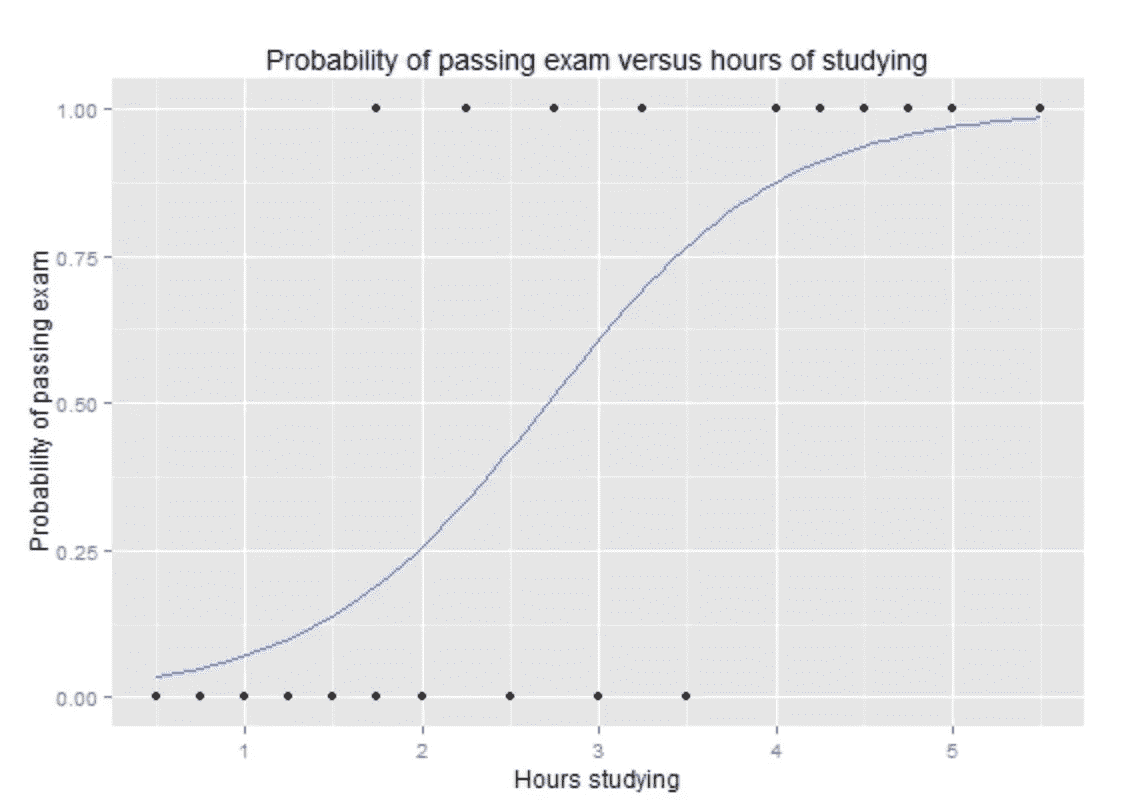 Probability of passing exam versus hours of studying
Probability of passing exam
1.00
0.75
0.50
0.25
0.00
1 2 3 4 5
Hours studying